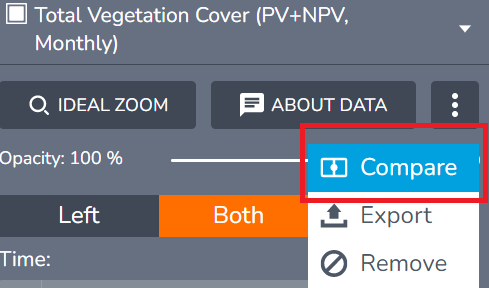 Total Vegetation Cover (PV+NPV,
Monthly)
IDEAL ZOOM
ABOUT DATA
Opacity: 100 %
Compare
Left
Both
Export
Time:
Remove